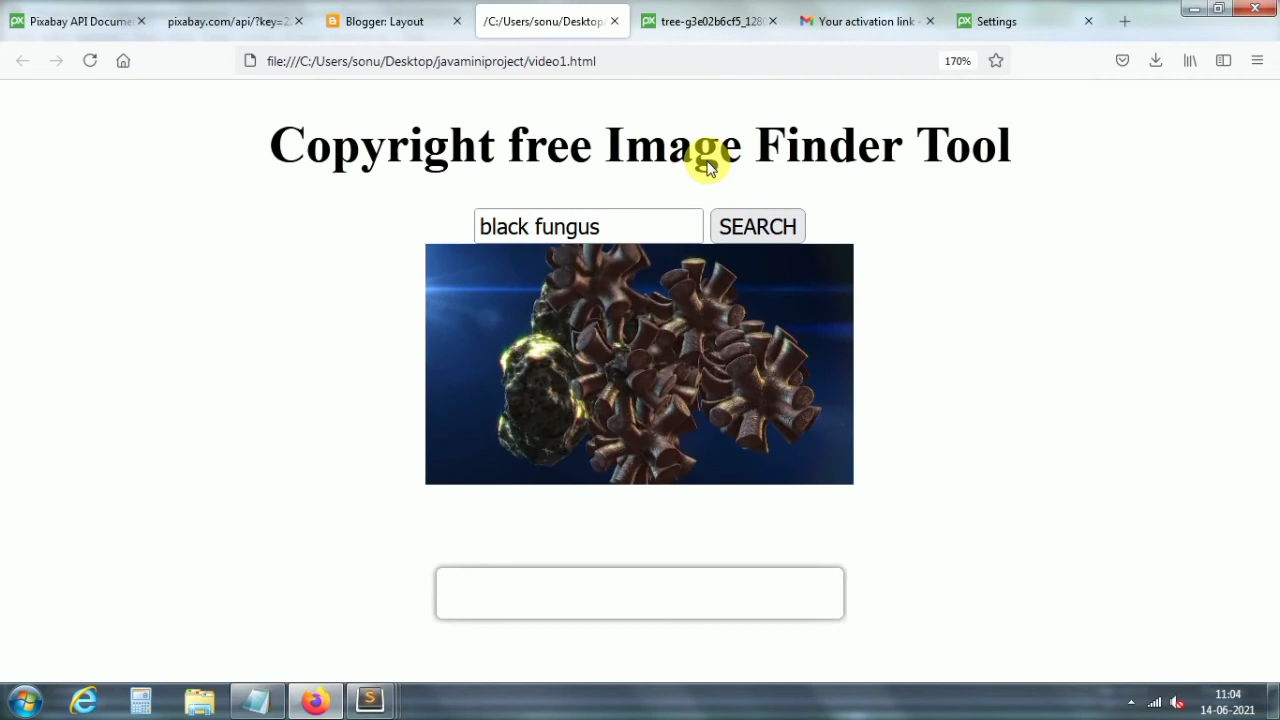 Pixabay API Docume
pixabay.com/api/?key=2
Blogger: Layout
/C:/Users/sonu/Desktop
tree-g3e02b6cf5_1280
Your activation link -
Settings
file:///C:/Users/sonu/Desktop/javaminiproject/video1.html
170%
Copyright free Image Finder Tool
black fungus
SEARCH
11:04
14-06-2021